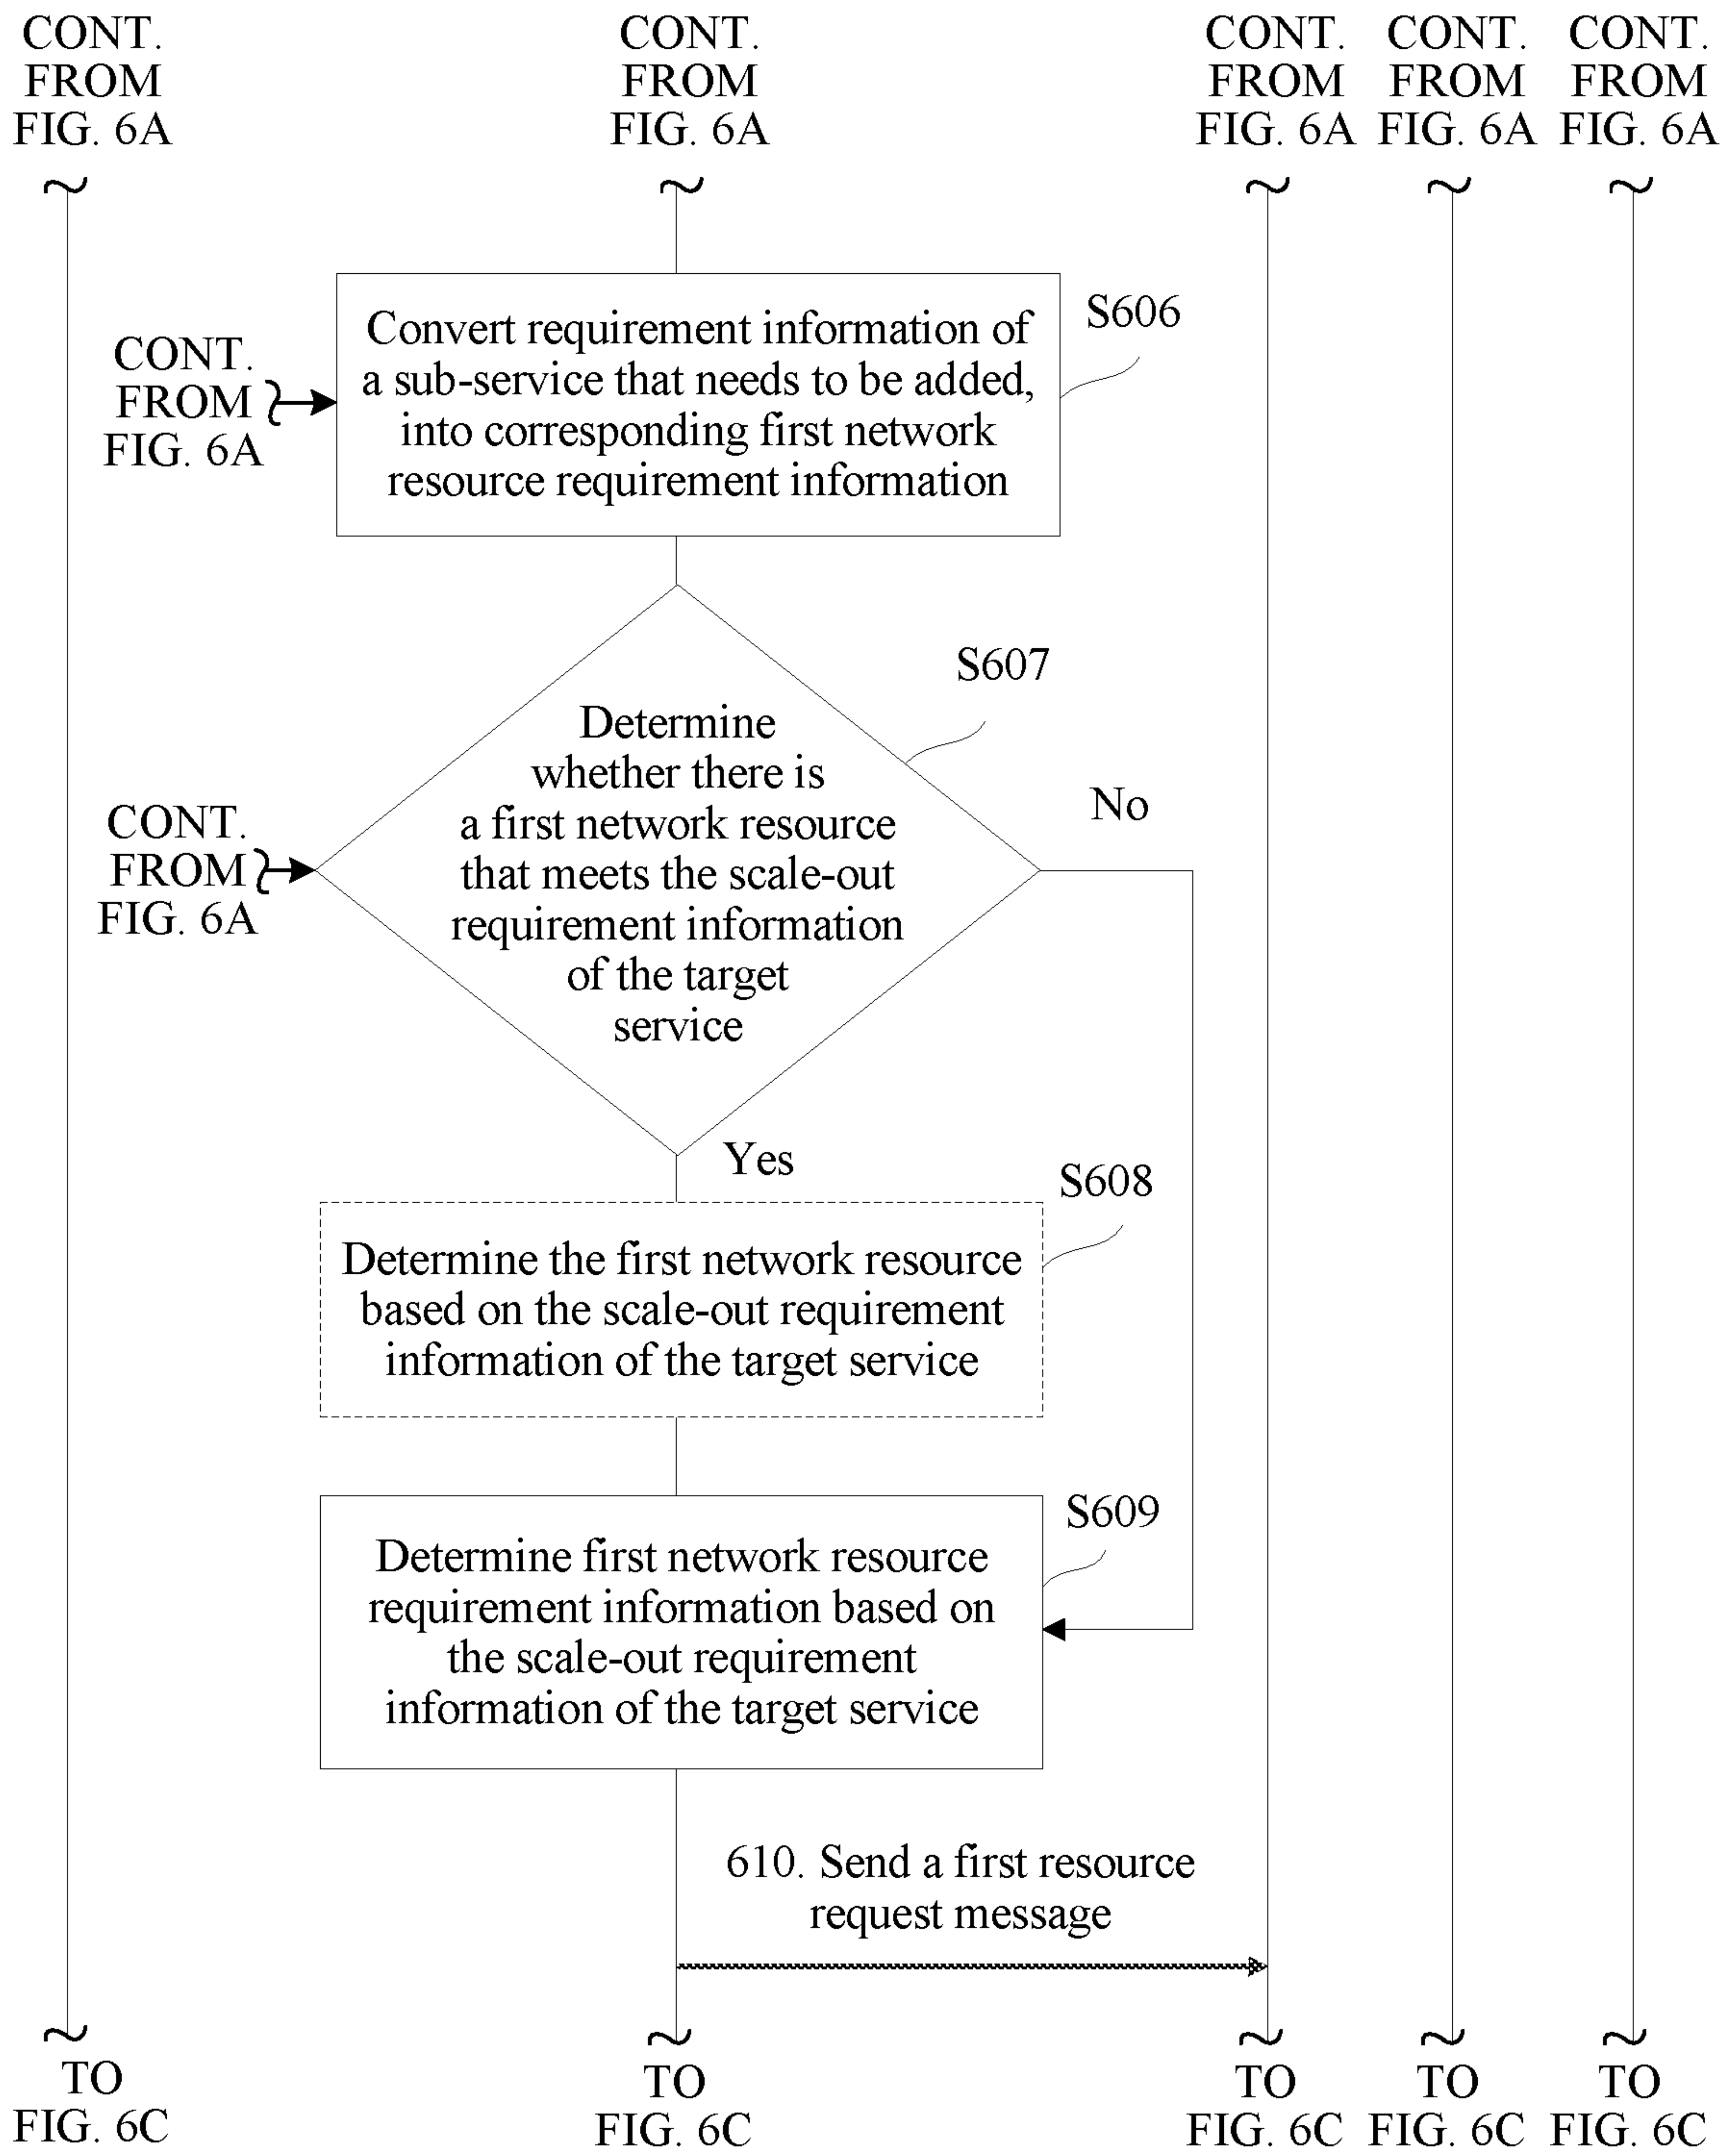 CONT.
FROM
FIG. 6A
CONT.
FROM
FIG. 6A
CONT.
FROM
FIG. 6A
CONT.
FROM
FIG. 6A
CONT.
FROM
FIG. 6A
S606
Convert requirement information of
a sub-service that needs to be added,
into corresponding first network
resource requirement information
CONT.
FROM
FIG. 6A
S607
Determine
whether there is
a first network resource
that meets the scale-out
requirement information
of the target
service
No
CONT.
FROM
FIG. 6A
Yes
S608
Determine the first network resource
based on the scale-out requirement
information of the target service
S609
Determine first network resource
requirement information based on
the scale-out requirement
information of the target service
610. Send a first resource
request message
TO
FIG. 6C
TO
FIG. 6C
TO
FIG. 6C
TO
FIG. 6C
TO
FIG. 6C